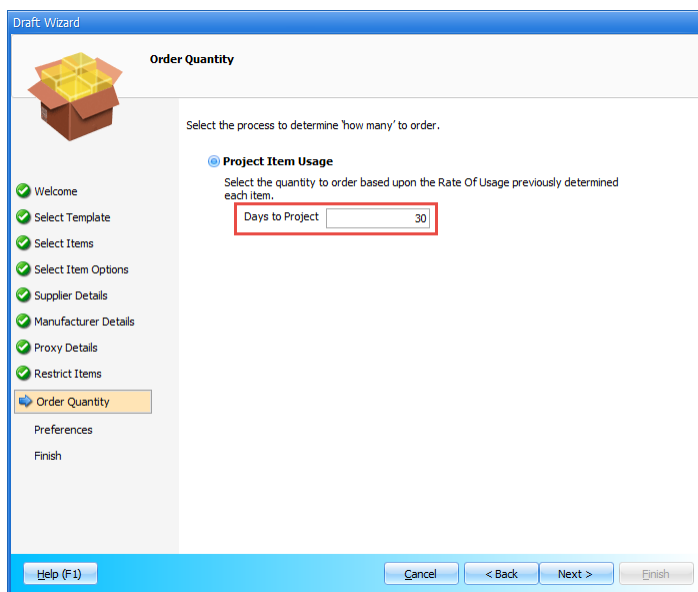 Draft Wizard
Order Quantity
Select the process to determine 'how many' to order.
Project Item Usage
Select the quantity to order based upon the Rate Of Usage previously determined
each item.
Days to Project 30
Welcome
Select Template
Select Items
Select Item Options
Supplier Details
Manufacturer Details
Proxy Details
Restrict Items
Order Quantity
Preferences
Finish
Help (F1) Cancel < Back Next > Finish